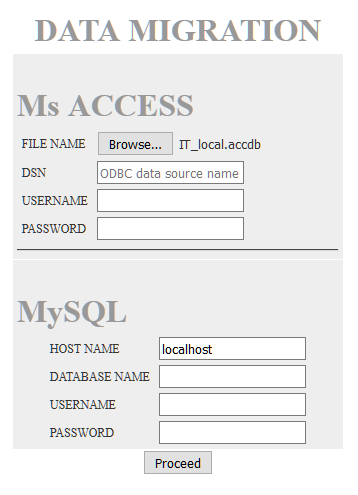 DATA MIGRATION
Ms ACCESS
FILE NAME Browse... IT_local.accdb
DSN ODBC data source name
USERNAME
PASSWORD
MySQL
HOST NAME localhost
DATABASE NAME
USERNAME
PASSWORD
Proceed